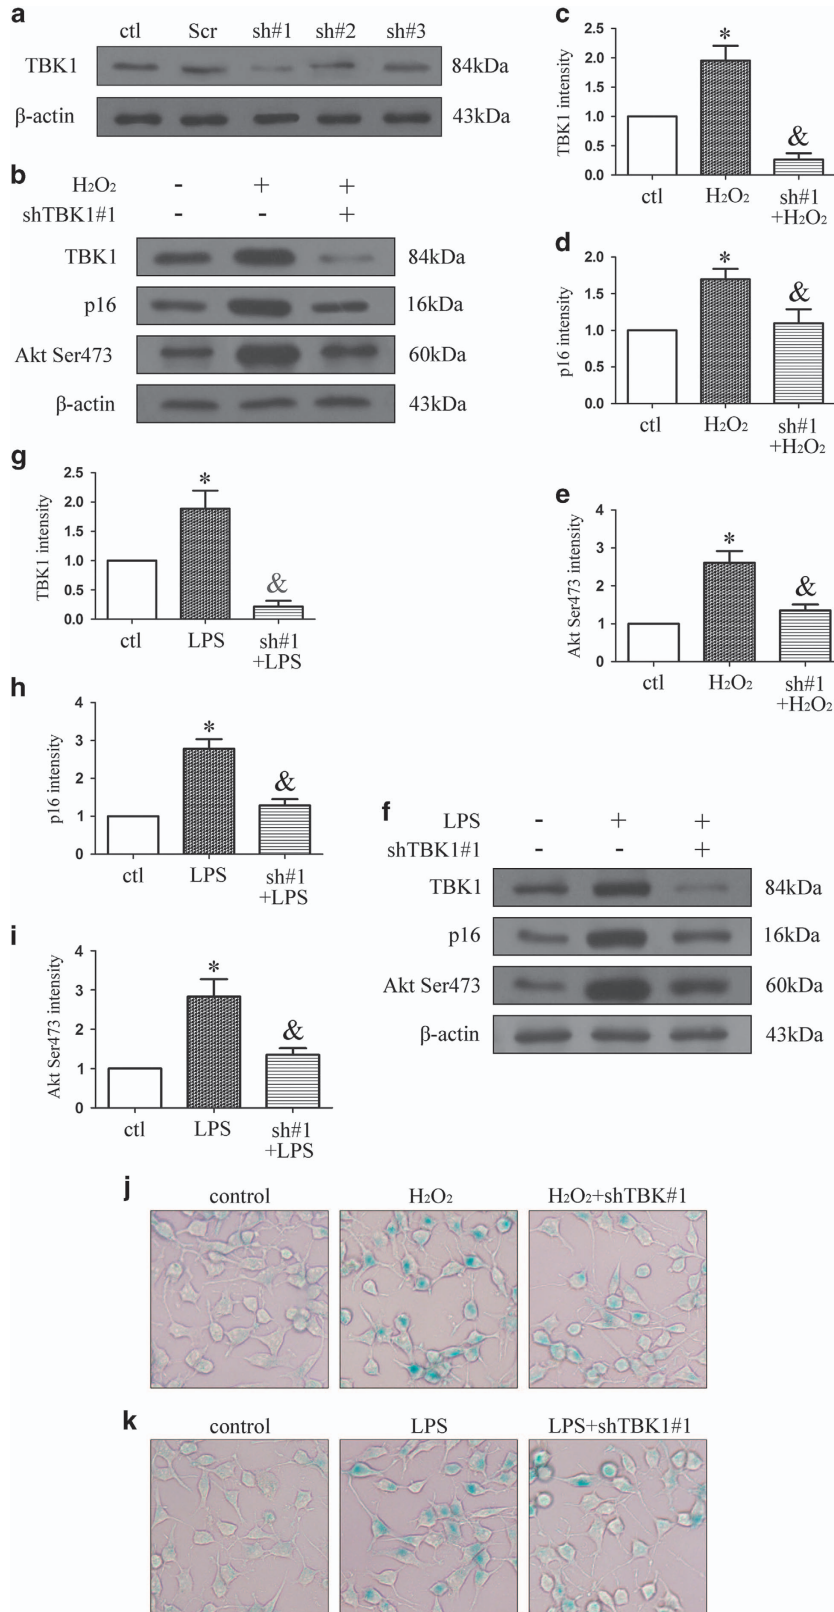 a
ctl Scr sh#1 sh#2 sh#3
TBK1 84kDa
β-actin 43kDa
b
H₂O₂ - + +
shTBK1#1 - - +
TBK1 84kDa
p16 16kDa
Akt Ser473 60kDa
β-actin 43kDa
c
TBK1 intensity
2.5
2.0
1.5
1.0
0.5
0.0
*
&
ctl H₂O₂ sh#1
+H₂O₂
d
p16 intensity
2.0
1.5
1.0
0.5
0.0
*
&
ctl H₂O₂ sh#1
+H₂O₂
g
TBK1 intensity
2.5
2.0
1.5
1.0
0.5
0.0
*
&
ctl LPS sh#1
+LPS
e
Akt Ser473 intensity
4
3
2
1
0
*
&
ctl H₂O₂ sh#1
+H₂O₂
h
p16 intensity
4
3
2
1
0
*
&
ctl LPS sh#1
+LPS
f
LPS - + +
shTBK1#1 - - +
TBK1 84kDa
p16 16kDa
Akt Ser473 60kDa
β-actin 43kDa
i
Akt Ser473 intensity
4
3
2
1
0
*
&
ctl LPS sh#1
+LPS
j
control H₂O₂ H₂O₂+shTBK#1
k
control LPS LPS+shTBK1#1